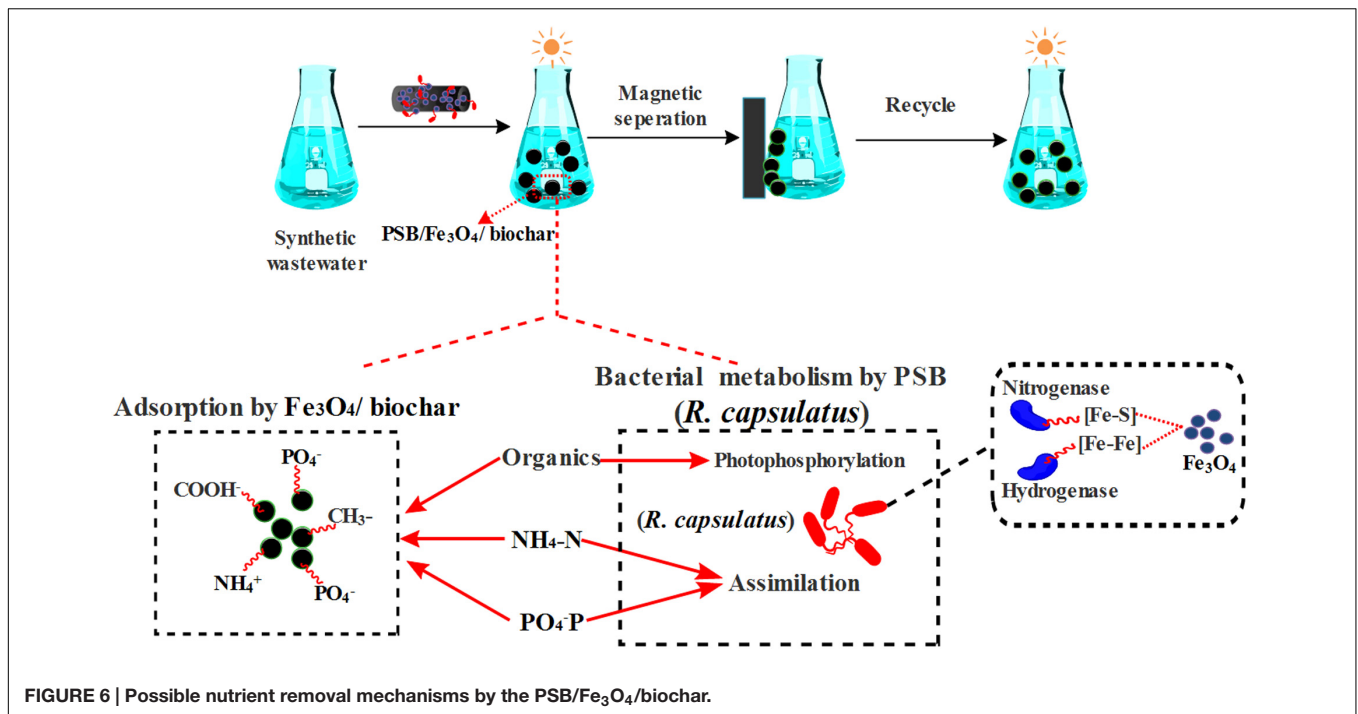 Magnetic
seperation
Recycle
Synthetic
wastewater
PSB/Fe₃O₄/ biochar
Adsorption by Fe₃O₄/ biochar
PO₄⁻
COOH⁻
CH₃–
NH₄⁺
PO₄⁻
Bacterial metabolism by PSB
(R. capsulatus)
Organics
Photophosphorylation
(R. capsulatus)
NH₄-N
Assimilation
PO₄⁻P
Nitrogenase
[Fe-S]
[Fe-Fe]
Fe₃O₄
Hydrogenase
FIGURE 6 | Possible nutrient removal mechanisms by the PSB/Fe₃O₄/biochar.